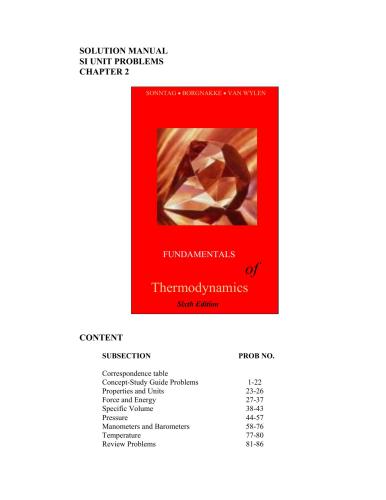 SOLUTION MANUAL
SI UNIT PROBLEMS
CHAPTER 2
SONNTAG • BORGNAKKE • VAN WYLEN
FUNDAMENTALS
of
Thermodynamics
Sixth Edition
CONTENT
SUBSECTION PROB NO.
Correspondence table
Concept-Study Guide Problems 1-22
Properties and Units 23-26
Force and Energy 27-37
Specific Volume 38-43
Pressure 44-57
Manometers and Barometers 58-76
Temperature 77-80
Review Problems 81-86